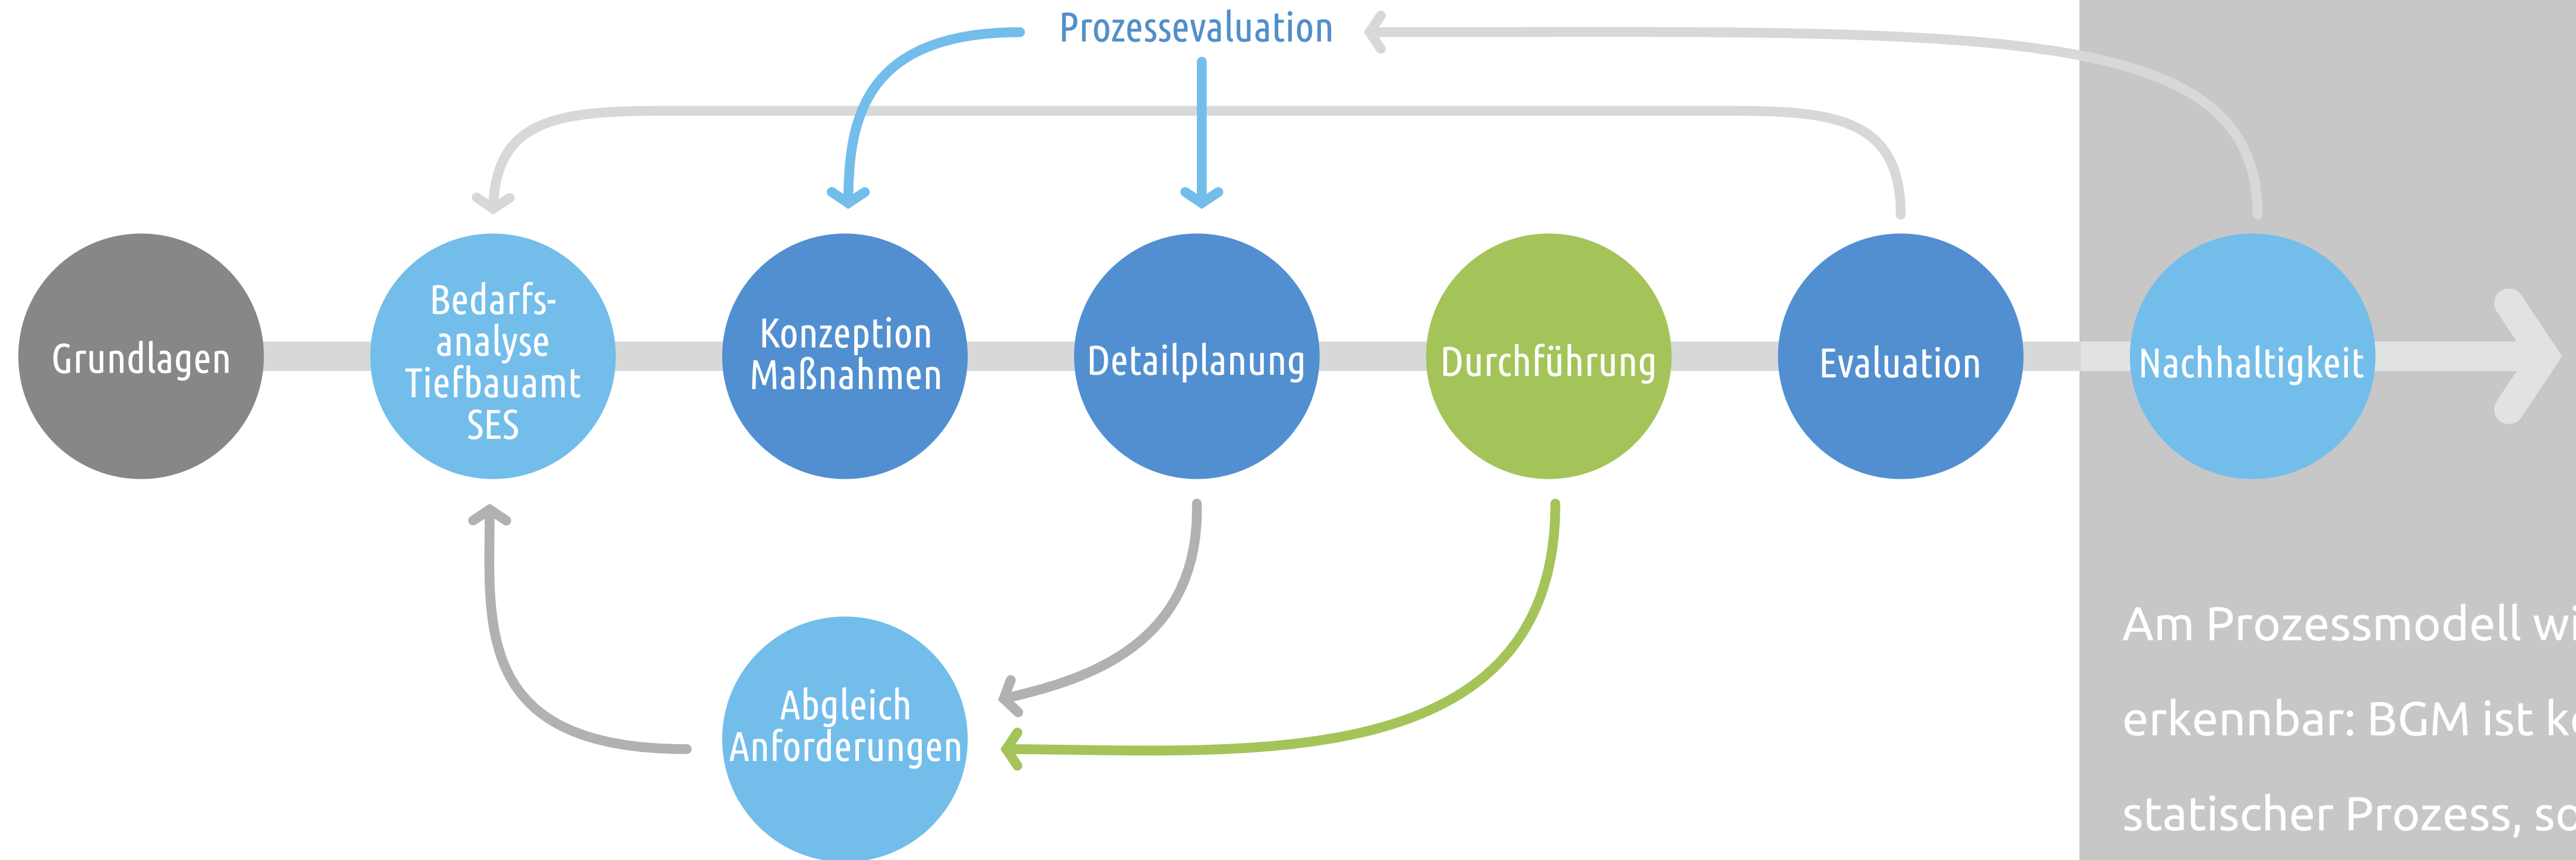 Prozessevaluation
Grundlagen
Bedarfs-
analyse
Tiefbauamt
SES
Konzeption
Maßnahmen
Detailplanung
Durchführung
Evaluation
Nachhaltigkeit
Abgleich
Anforderungen
Am Prozessmodell
erkennbar: BGM ist
statischer Prozess,